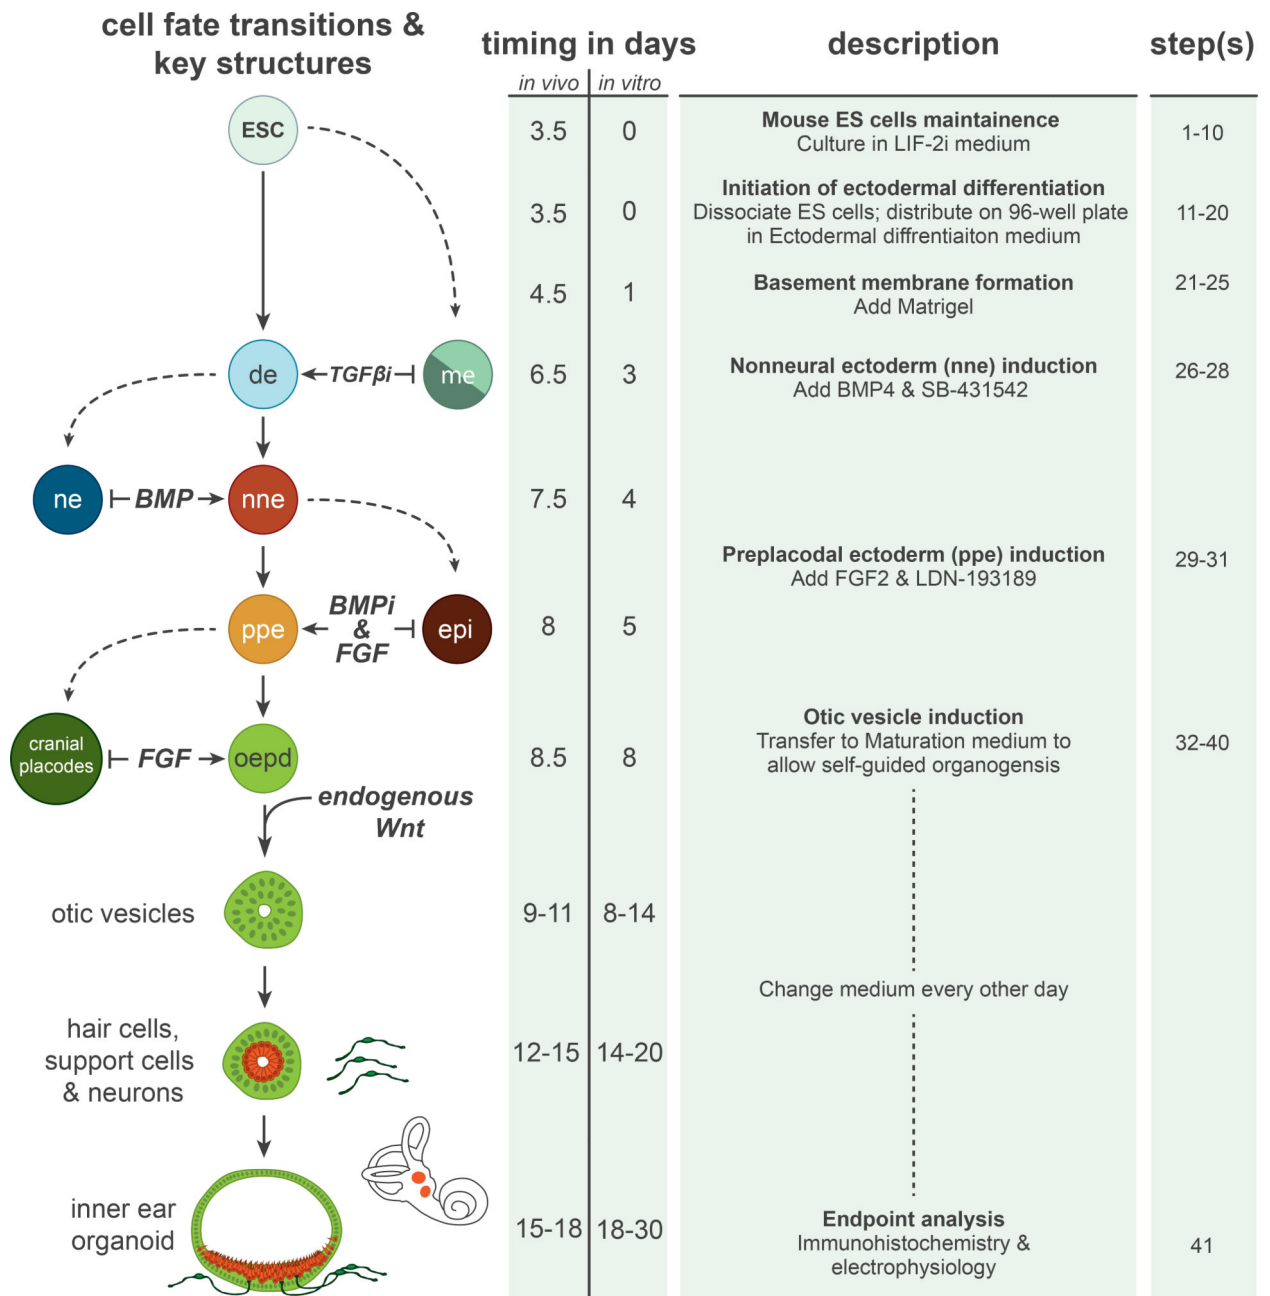 cell fate transitions &
key structures
timing in days
description
step(s)
in vivo
in vitro
ESC
3.5
0
Mouse ES cells maintainence
Culture in LIF-2i medium
1-10
3.5
0
Initiation of ectodermal differentiation
Dissociate ES cells; distribute on 96-well plate
in Ectodermal diffrentiaiton medium
11-20
4.5
1
Basement membrane formation
Add Matrigel
21-25
de
TGFβi
me
6.5
3
Nonneural ectoderm (nne) induction
Add BMP4 & SB-431542
26-28
ne
BMP
nne
7.5
4
Preplacodal ectoderm (ppe) induction
Add FGF2 & LDN-193189
29-31
ppe
BMPi
&
FGF
epi
8
5
cranial
placodes
FGF
oepd
8.5
8
Otic vesicle induction
Transfer to Maturation medium to
allow self-guided organogensis
32-40
endogenous
Wnt
otic vesicles
9-11
8-14
Change medium every other day
hair cells,
support cells
& neurons
12-15
14-20
inner ear
organoid
15-18
18-30
Endpoint analysis
Immunohistochemistry &
electrophysiology
41